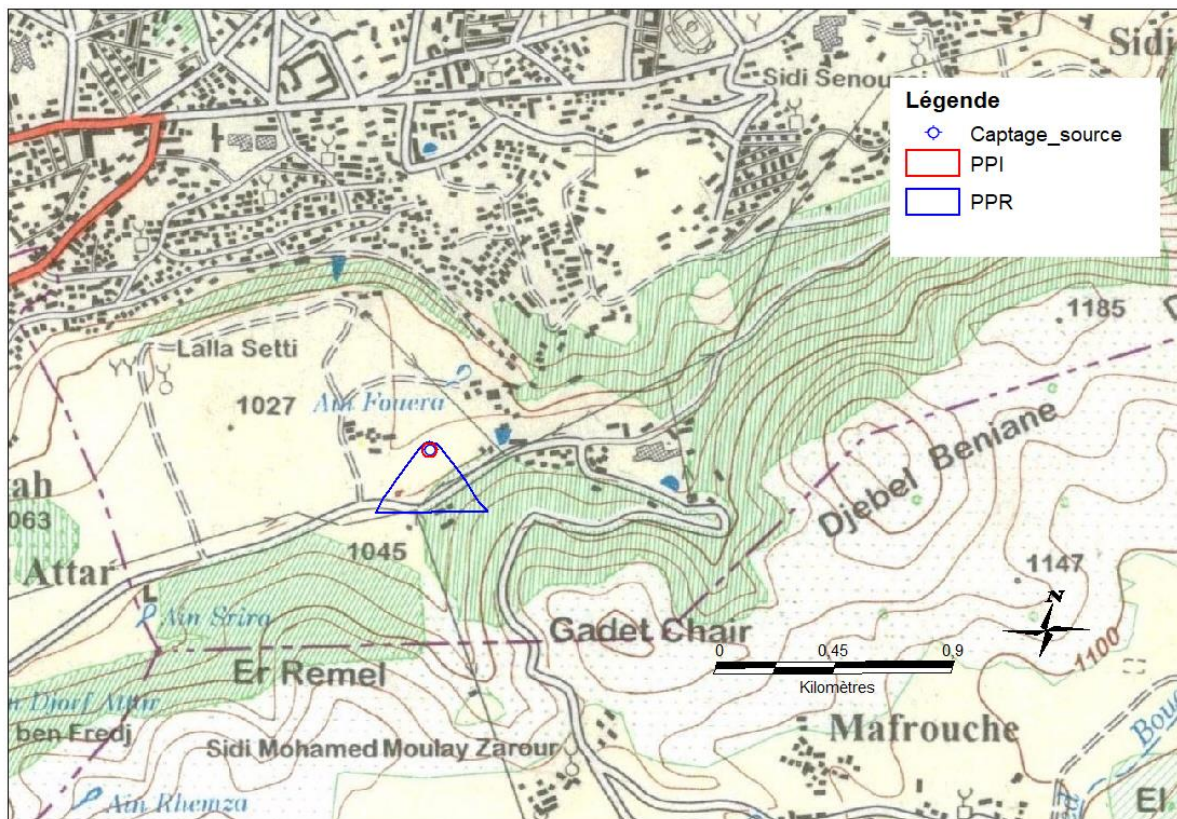 Sidi
Sidi Senoussi
Légende
Captage_source
PPI
PPR
1185
Lalla Setti
1027
Ain Fouera
Djebel Beniane
ah
063
1045
Attar
1147
Ain Srira
N
Gadet Chair
0 0,45 0,9
Kilomètres
1100
Er Remel
n Djorf Attar
ben Fredj
Sidi Mohamed Moulay Zarour
Mafrouche
Ain Rhemza
El